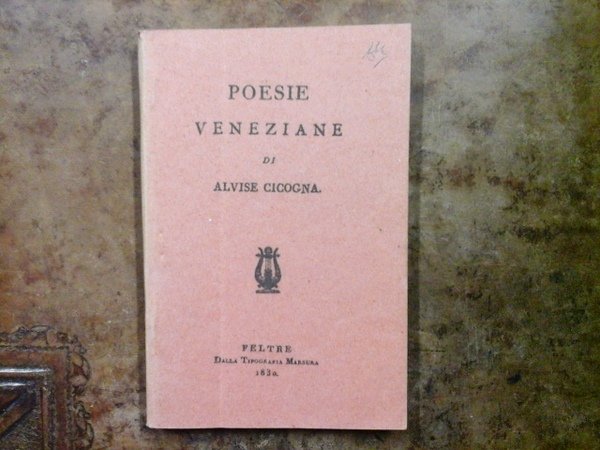 POESIE
VENEZIANE
DI
ALVISE CICOGNA.
FELTRE
DALLA TIPOGRAFIA MARSURA
1830.